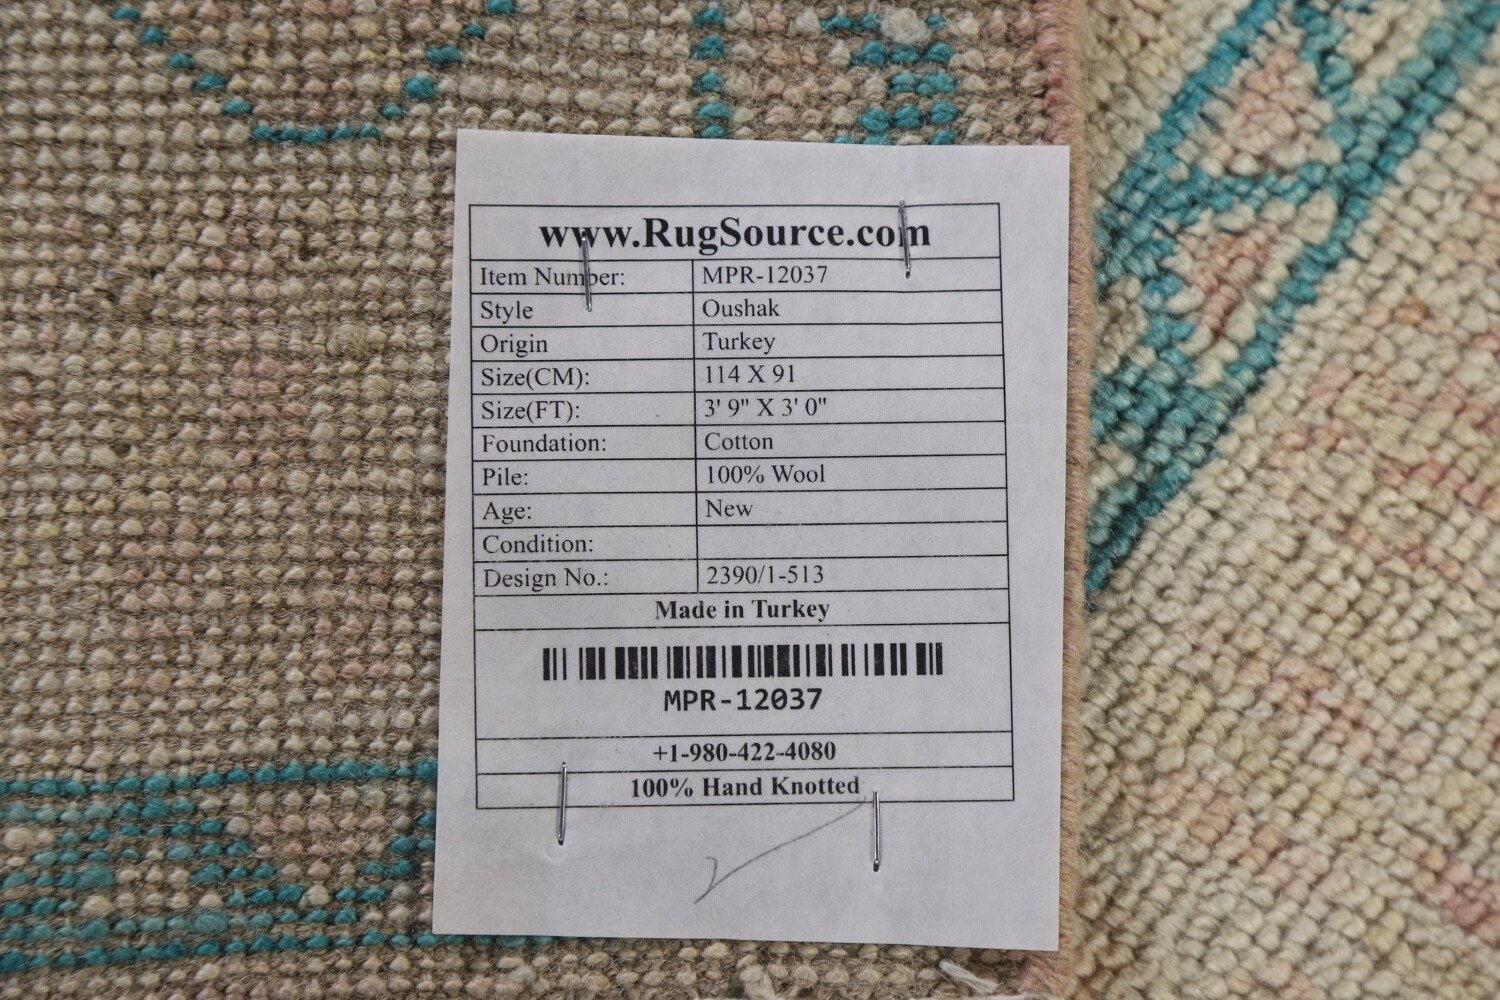 www.RugSource.com
Item Number: MPR-12037
Style Oushak
Origin Turkey
Size(CM): 114 X 91
Size(FT): 3' 9" X 3' 0"
Foundation: Cotton
Pile: 100% Wool
Age: New
Condition:
Design No.: 2390/1-513
Made in Turkey
MPR-12037
+1-980-422-4080
100% Hand Knotted